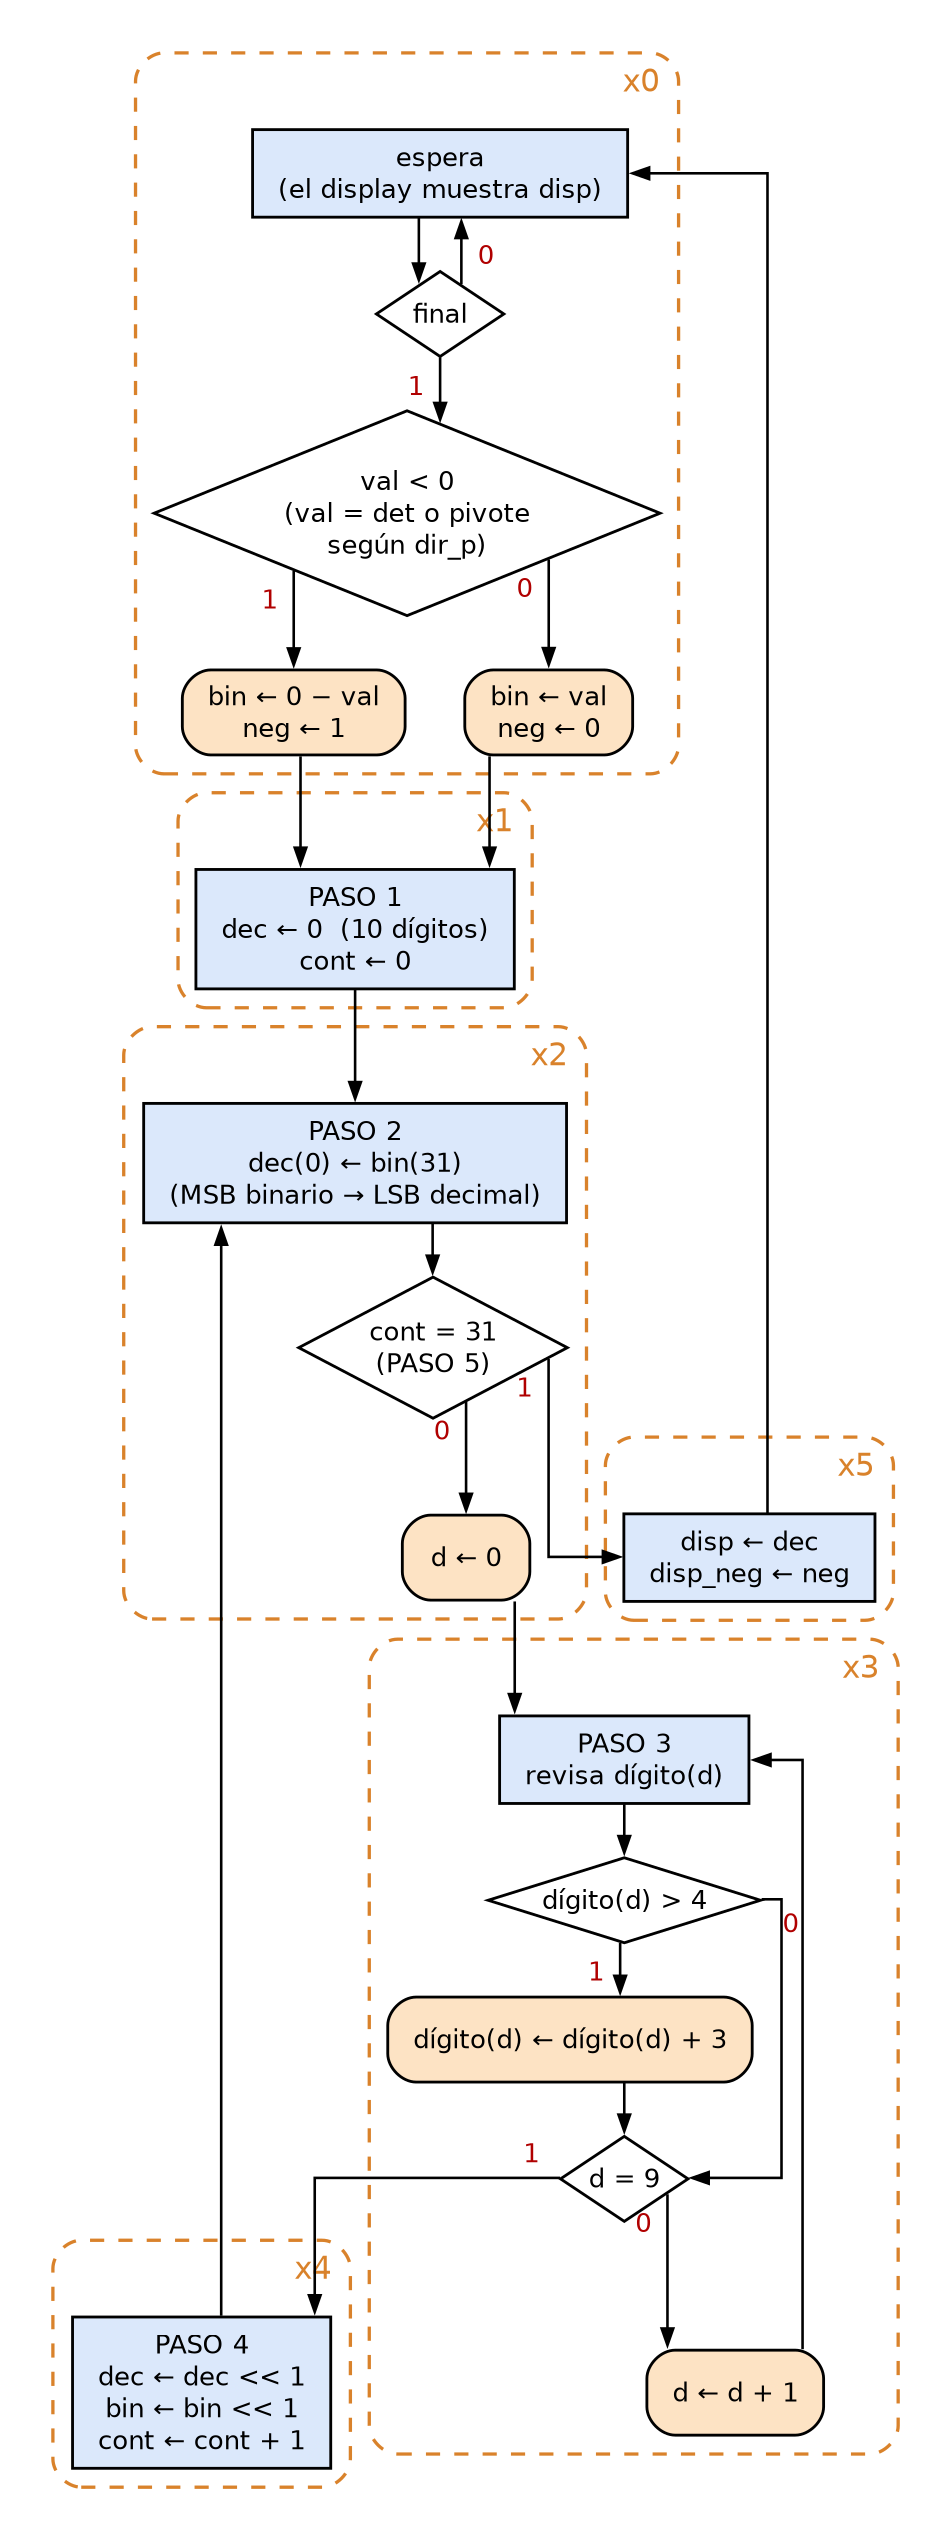 x0
espera
(el display muestra disp)
0
final
1
val < 0
(val = det o pivote
según dir_p)
1
0
bin ← 0 − val
neg ← 1
bin ← val
neg ← 0
x1
PASO 1
dec ← 0  (10 dígitos)
cont ← 0
x2
PASO 2
dec(0) ← bin(31)
(MSB binario → LSB decimal)
cont = 31
(PASO 5)
1
0
x5
d ← 0
disp ← dec
disp_neg ← neg
x3
PASO 3
revisa dígito(d)
dígito(d) > 4
0
1
dígito(d) ← dígito(d) + 3
1
d = 9
0
x4
PASO 4
dec ← dec << 1
bin ← bin << 1
cont ← cont + 1
d ← d + 1